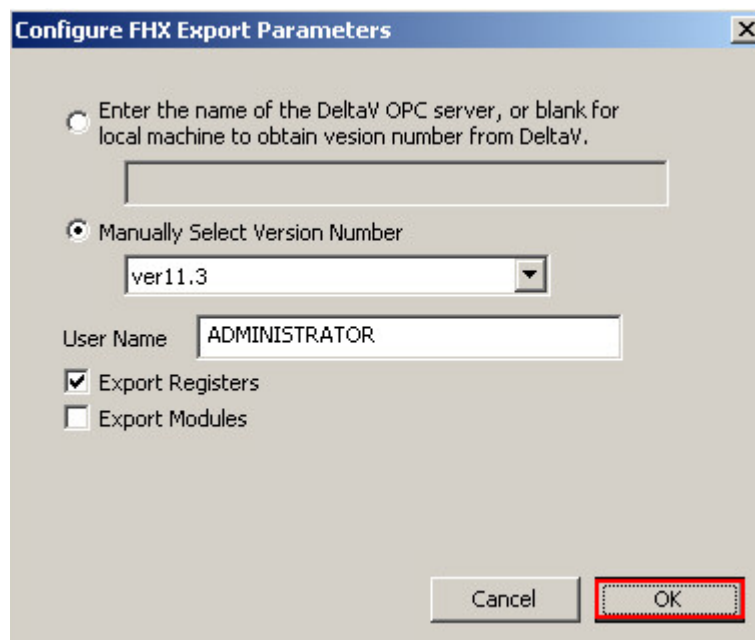 Configure FHX Export Parameters
Enter the name of the DeltaV OPC server, or blank for
local machine to obtain vesion number from DeltaV.
Manually Select Version Number
ver11.3
User Name ADMINISTRATOR
Export Registers
Export Modules
Cancel OK